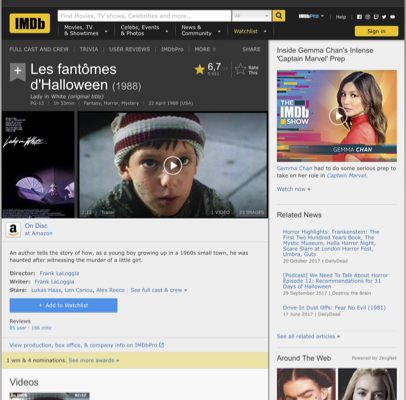 IMDb
Find Movies, TV shows, Celebrities and more...
All
Movies, TV & Showtimes
Celebs, Events & Photos
News & Community
Watchlist
IMDbPro
Help
Sign in
FULL CAST AND CREW | TRIVIA | USER REVIEWS | IMDbPro | MORE
SHARE
Les fantômes d'Halloween (1988)
Lady in White (original title)
PG-13 | 1h 53min | Fantasy, Horror, Mystery | 22 April 1988 (USA)
6,7
Rate This
Lady in White
2:12 Trailer
1 VIDEO
23 IMAGES
On Disc
at Amazon
An author tells of how, as a young boy growing up in a 1960s small town, he was
haunted after witnessing the murder of a little girl.
Director: Frank LaLoggia
Writer: Frank LaLoggia
Stars: Lukas Haas, Len Cariou, Alex Rocco | See full cast & crew »
+ Add to Watchlist
Reviews
85 user | 166 critic
View production, box office, & company info on IMDbPro
1 win & 4 nominations. See more awards »
Videos
Inside Gemma Chan's Intense
'Captain Marvel' Prep
THE IMDb SHOW
GEMMA CHAN
Gemma Chan had to do some serious prep to
take on her role in Captain Marvel.
Watch now »
Related News
Horror Highlights: Frankenstein: The
First Two Hundred Years Book, The
Mystic Museum, Hella Horror Night,
Scare Slam at London Horror
Fest, Gubs
20 October 2017 | DailyDead
[Podcast] We Need To Talk About Horror
Episode 12: Recommendations for 31
Days of Halloween
29 September 2017 | Destroy the Brain
Drive-In Dust Offs: Fear No Evil (1981)
17 June 2017 | DailyDead
See all related articles »
Around The Web
Powered by ZergNet